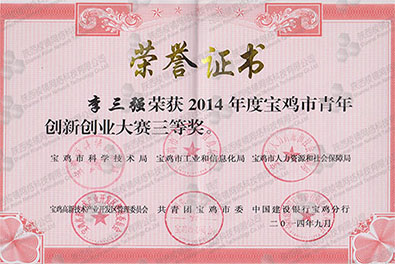 荣誉证书
李三强荣获2014年度宝鸡市青年
创新创业大赛三等奖。
宝鸡市科学技术局 宝鸡市工业和信息化局 宝鸡市人力资源和社会保障局
宝鸡高新技术产业开发区管理委员会 共青团宝鸡市委 中国建设银行宝鸡分行
二〇一四年九月